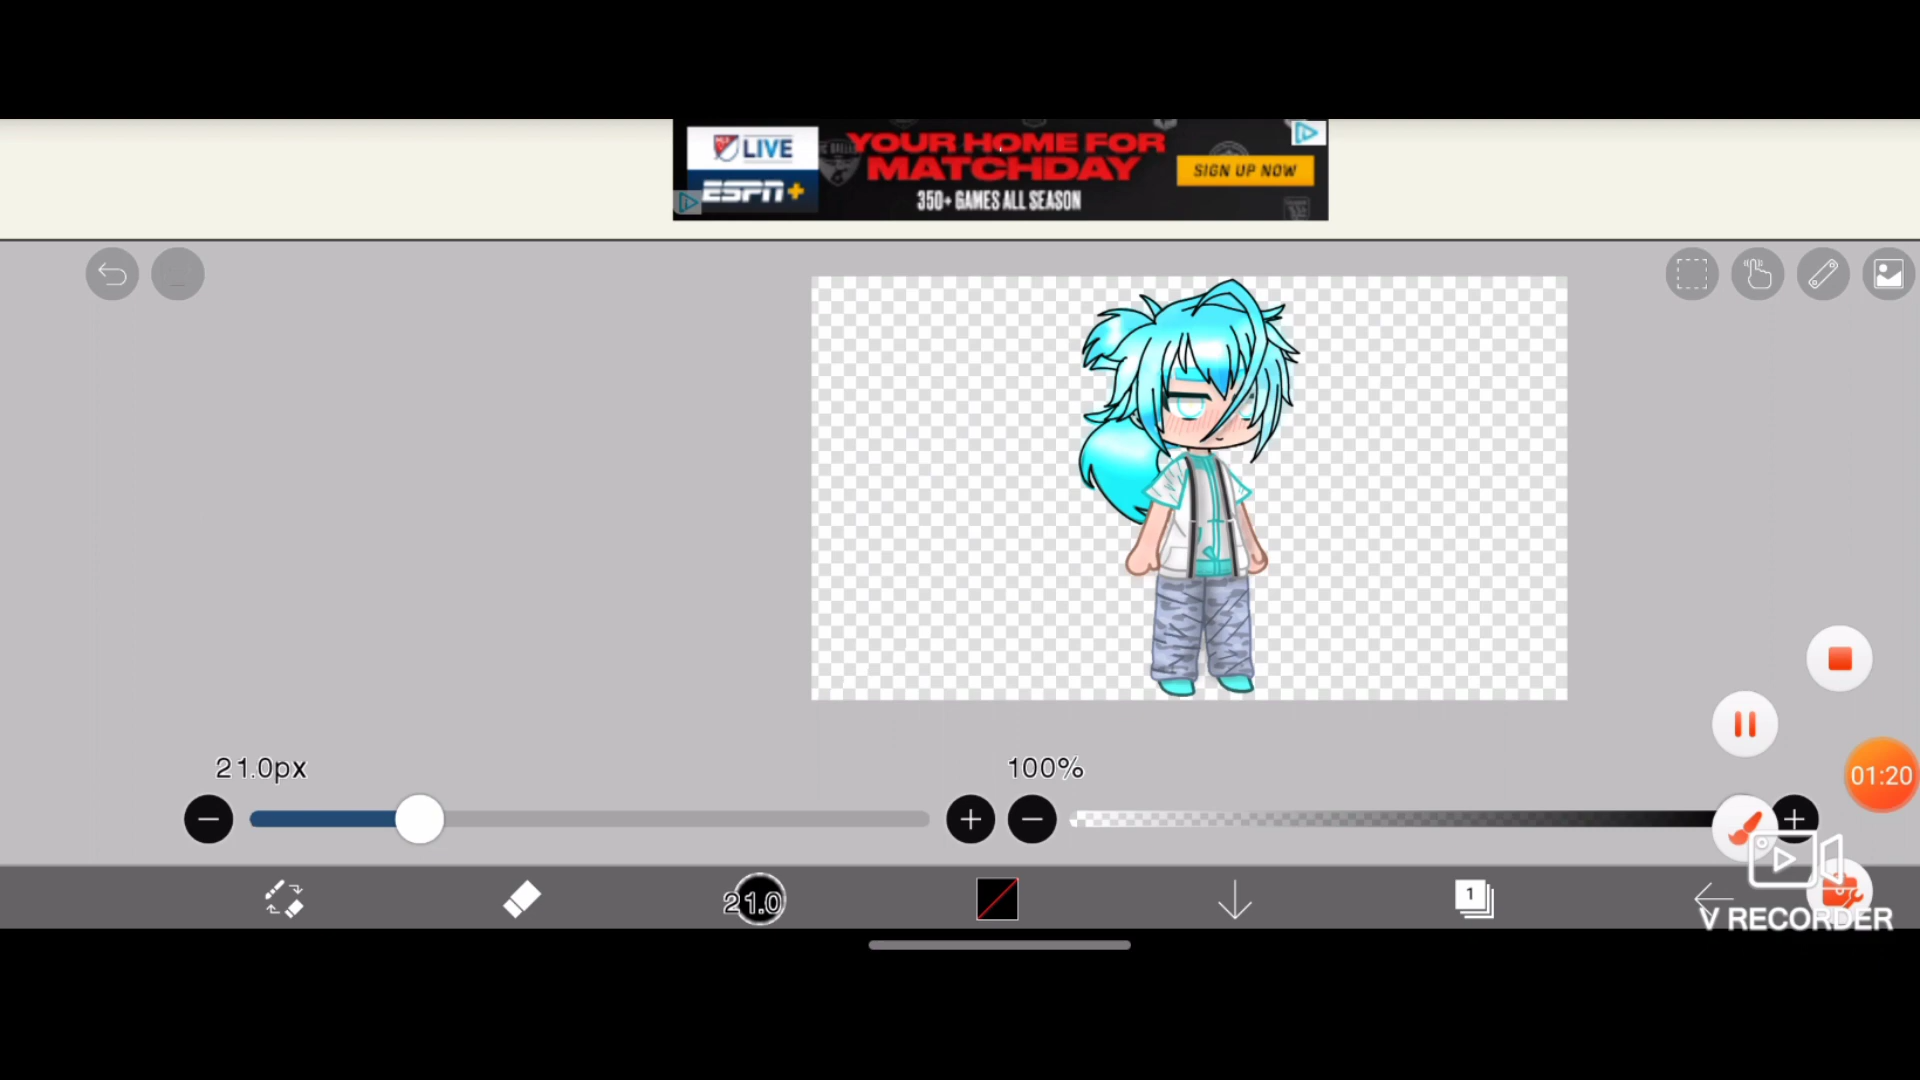 LIVE
ESPN+
YOUR HOME FOR
MATCHDAY
350+ GAMES ALL SEASON
SIGN UP NOW
21.0px
100%
01:20
21.0
1
V RECORDER